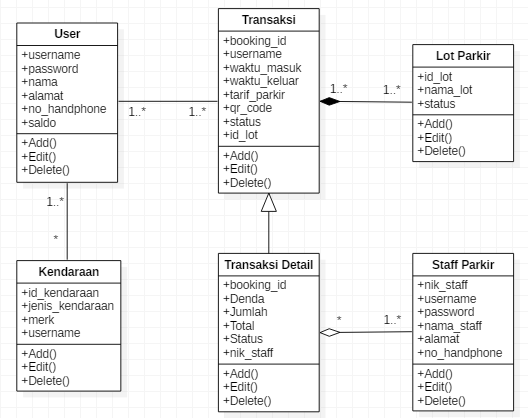 User
+username
+password
+nama
+alamat
+no_handphone
+saldo
+Add()
+Edit()
+Delete()
1..*
1..*
Transaksi
+booking_id
+username
+waktu_masuk
+waktu_keluar
+tarif_parkir
+qr_code
+status
+id_lot
+Add()
+Edit()
+Delete()
1..*
1..*
Lot Parkir
+id_lot
+nama_lot
+status
+Add()
+Edit()
+Delete()
1..*
*
Kendaraan
+id_kendaraan
+jenis_kendaraan
+merk
+username
+Add()
+Edit()
+Delete()
Transaksi Detail
+booking_id
+Denda
+Jumlah
+Total
+Status
+nik_staff
+Add()
+Edit()
+Delete()
*
1..*
Staff Parkir
+nik_staff
+username
+password
+nama_staff
+alamat
+no_handphone
+Add()
+Edit()
+Delete()